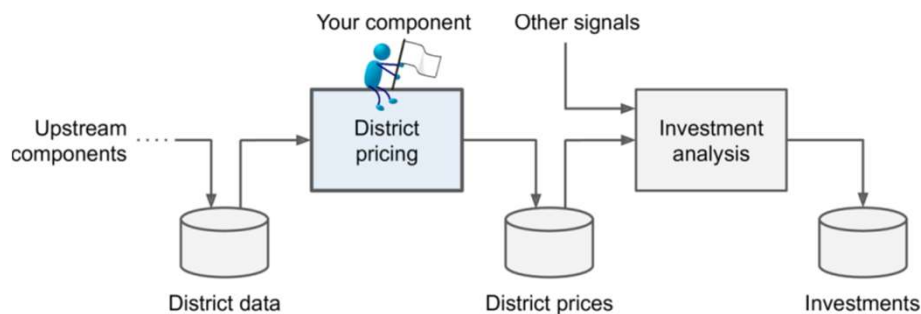 Your component
Other signals
Upstream
components
District
pricing
Investment
analysis
District data
District prices
Investments